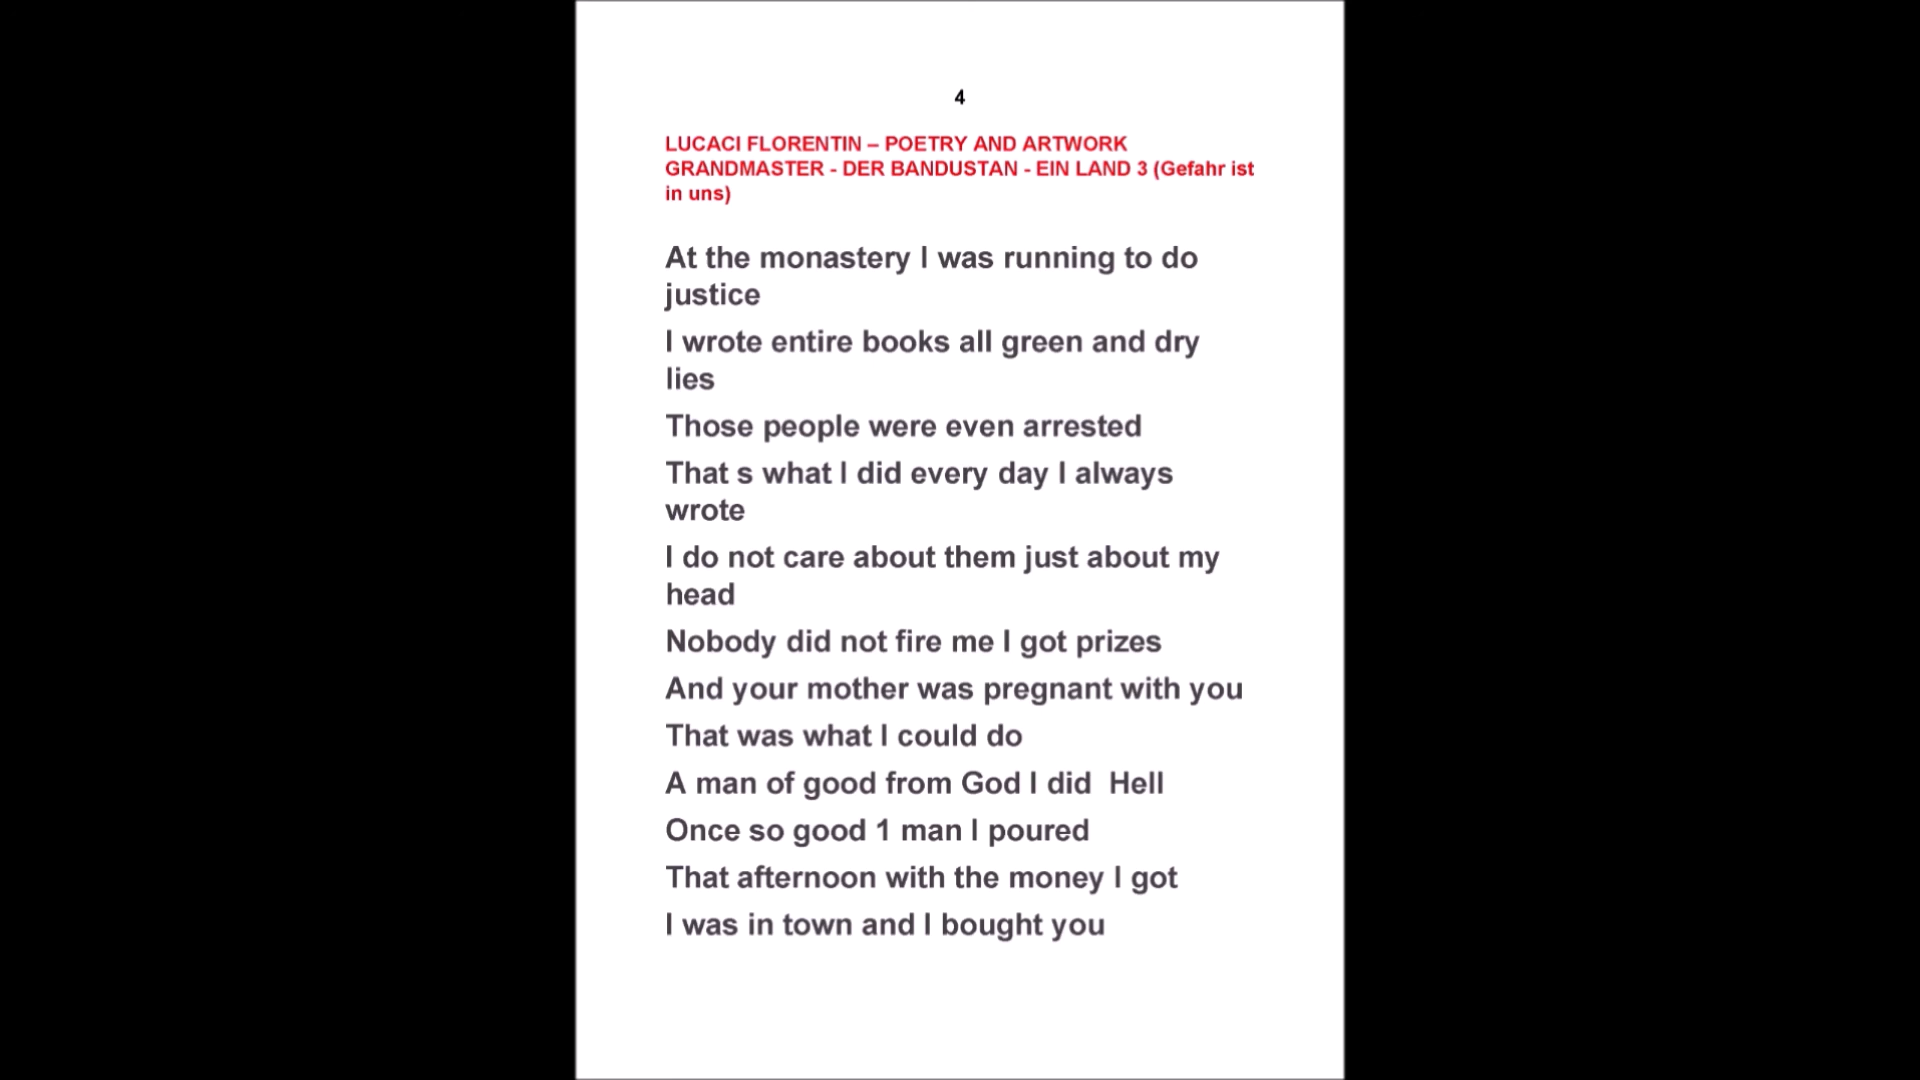 4
LUCACI FLORENTIN – POETRY AND ARTWORK
GRANDMASTER - DER BANDUSTAN - EIN LAND 3 (Gefahr ist
in uns)
At the monastery I was running to do
justice
I wrote entire books all green and dry
lies
Those people were even arrested
That s what I did every day I always
wrote
I do not care about them just about my
head
Nobody did not fire me I got prizes
And your mother was pregnant with you
That was what I could do
A man of good from God I did  Hell
Once so good 1 man I poured
That afternoon with the money I got
I was in town and I bought you